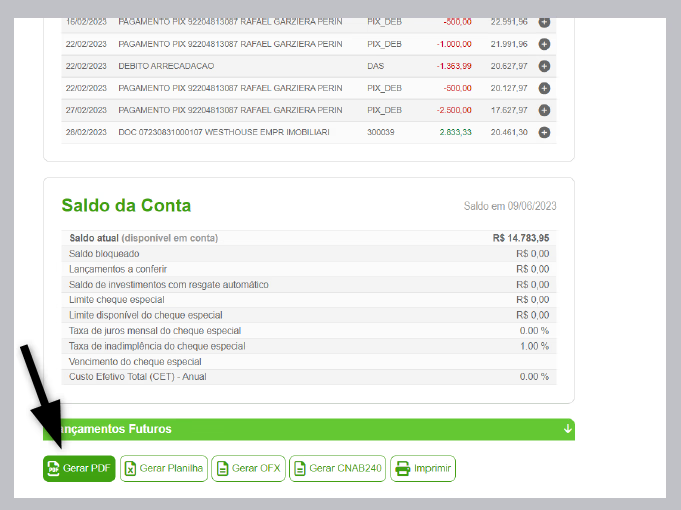 16/02/2023 PAGAMENTO PIX 92204813087 RAFAEL GARZIERA PERIN PIX_DEB -500,00 22.991,96
22/02/2023 PAGAMENTO PIX 92204813087 RAFAEL GARZIERA PERIN PIX_DEB -1.000,00 21.991,96
22/02/2023 DEBITO ARRECADACAO DAS -1.363,99 20.627,97
22/02/2023 PAGAMENTO PIX 92204813087 RAFAEL GARZIERA PERIN PIX_DEB -500,00 20.127,97
27/02/2023 PAGAMENTO PIX 92204813087 RAFAEL GARZIERA PERIN PIX_DEB -2.500,00 17.627,97
28/02/2023 DOC 07230831000107 WESTHOUSE EMPR IMOBILIARI 300039 2.833,33 20.461,30
Saldo da Conta Saldo em 09/06/2023
Saldo atual (disponível em conta) R$ 14.783,95
Saldo bloqueado R$ 0,00
Lançamentos a conferir R$ 0,00
Saldo de investimentos com resgate automático R$ 0,00
Limite cheque especial R$ 0,00
Limite disponível do cheque especial R$ 0,00
Taxa de juros mensal do cheque especial 0.00 %
Taxa de inadimplência do cheque especial 1.00 %
Vencimento do cheque especial
Custo Efetivo Total (CET) - Anual 0.00 %
ançamentos Futuros
Gerar PDF Gerar Planilha Gerar OFX Gerar CNAB240 Imprimir